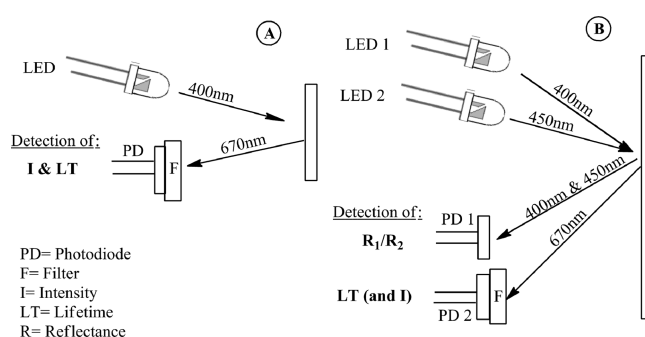 A
LED
400nm
670nm
Detection of:
PD
F
I & LT
PD= Photodiode
F= Filter
I= Intensity
LT= Lifetime
R= Reflectance
B
LED 1
LED 2
400nm
450nm
400nm & 450nm
670nm
Detection of:
PD 1
R₁/R₂
LT (and I)
F
PD 2